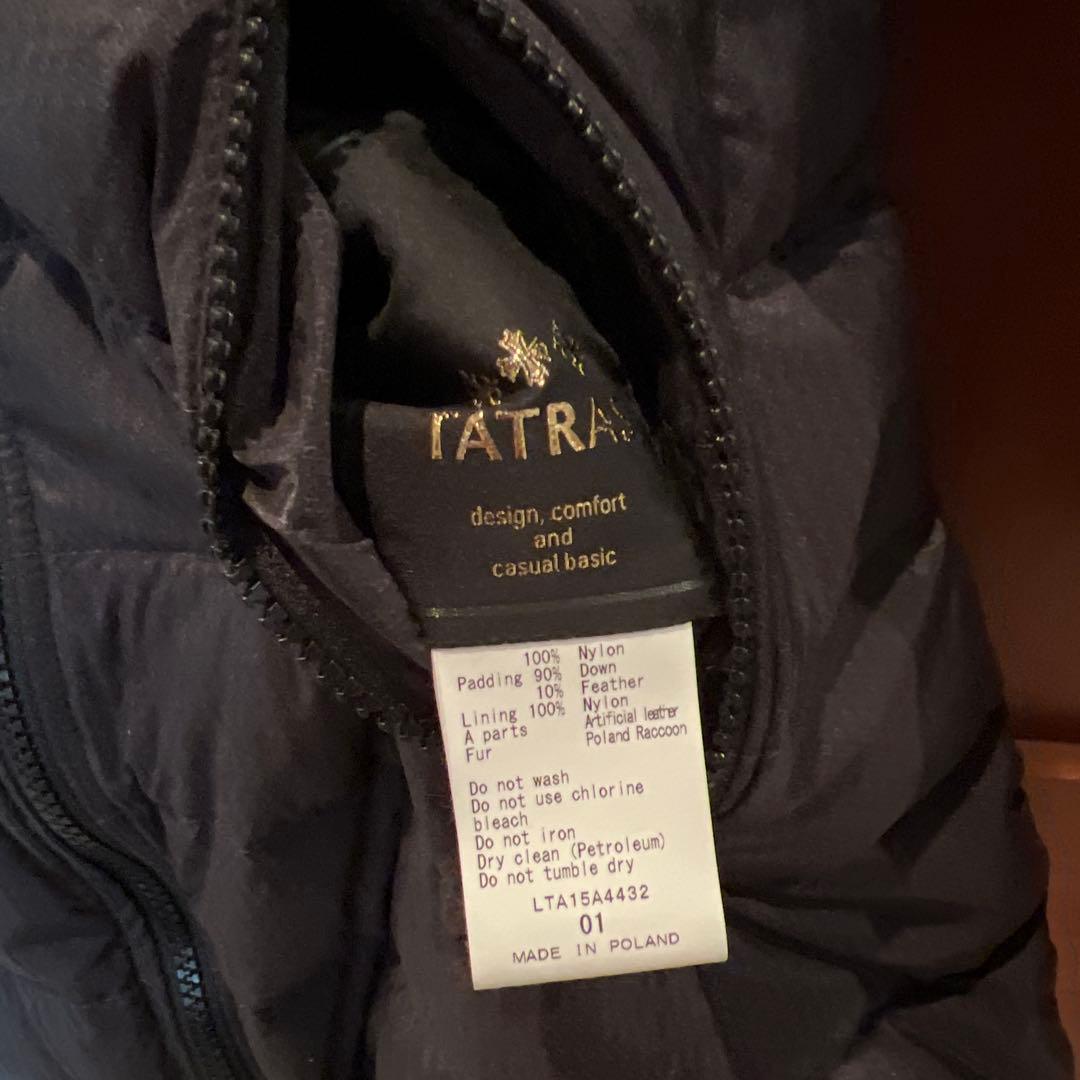 TATRAS
design, comfort
and
casual basic
100% Nylon
Padding 90% Down
10% Feather
Lining 100% Nylon
A parts Artificial leather
Fur Poland Raccoon
Do not wash
Do not use chlorine
bleach
Do not iron
Dry clean (Petroleum)
Do not tumble dry
LTA15A4432
01
MADE IN POLAND